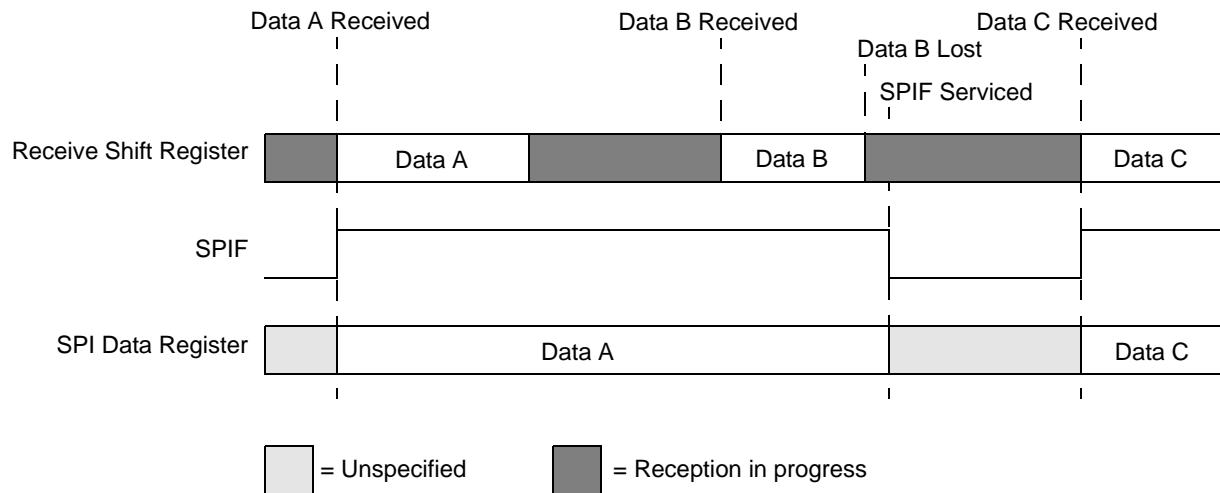 Data A Received
Data B Received
Data C Received
Data B Lost
SPIF Serviced
Receive Shift Register
Data A
Data B
Data C
SPIF
SPI Data Register
Data A
Data C
= Unspecified
= Reception in progress